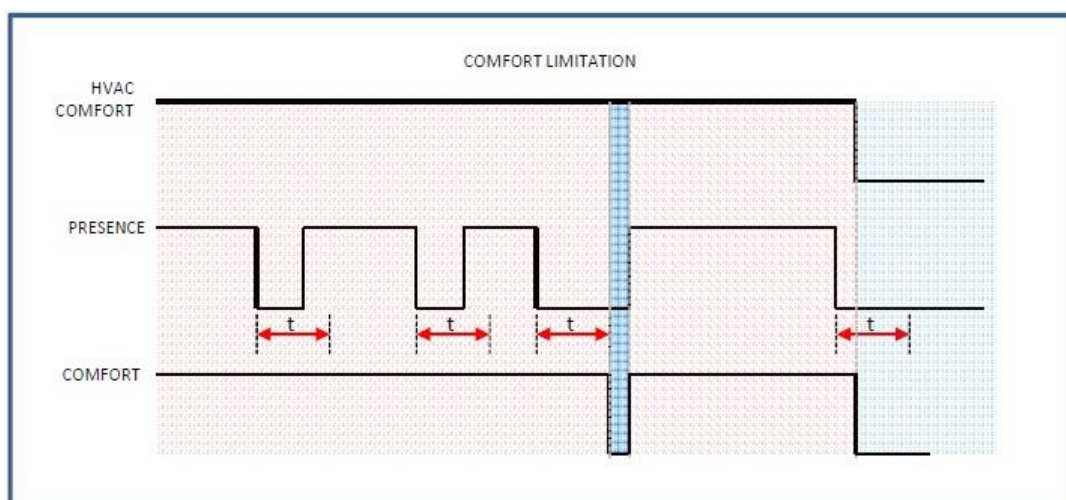 COMFORT LIMITATION
HVAC
COMFORT
PRESENCE
t
t
t
t
COMFORT